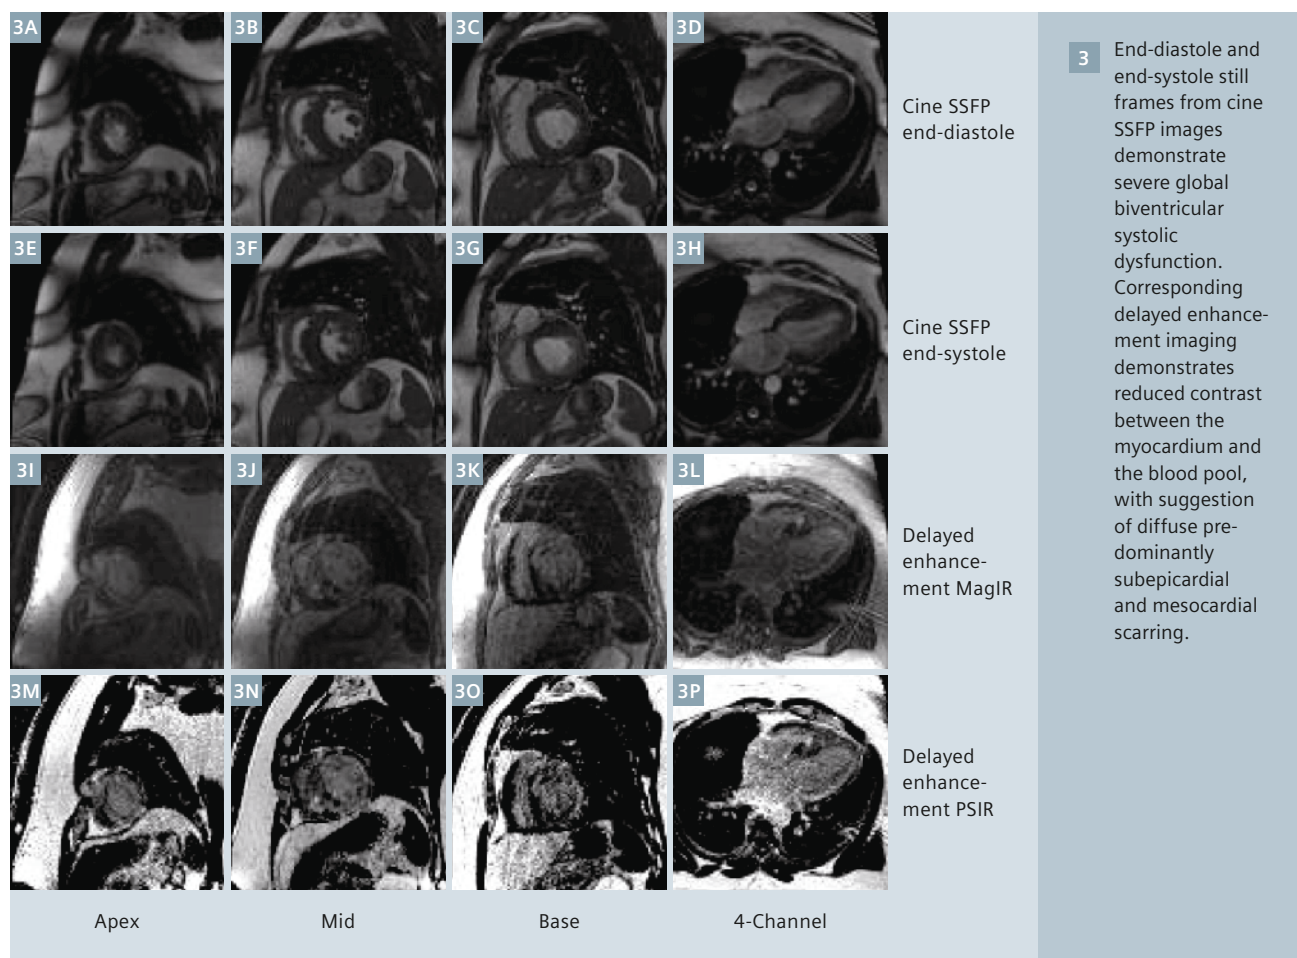 3A
3B
3C
3D
Cine SSFP
end-diastole
3E
3F
3G
3H
Cine SSFP
end-systole
3I
3J
3K
3L
Delayed
enhance-
ment MagIR
3M
3N
3O
3P
Delayed
enhance-
ment PSIR
Apex
Mid
Base
4-Channel
3
End-diastole and
end-systole still
frames from cine
SSFP images
demonstrate
severe global
biventricular
systolic
dysfunction.
Corresponding
delayed enhance-
ment imaging
demonstrates
reduced contrast
between the
myocardium and
the blood pool,
with suggestion
of diffuse pre-
dominantly
subepicardial
and mesocardial
scarring.